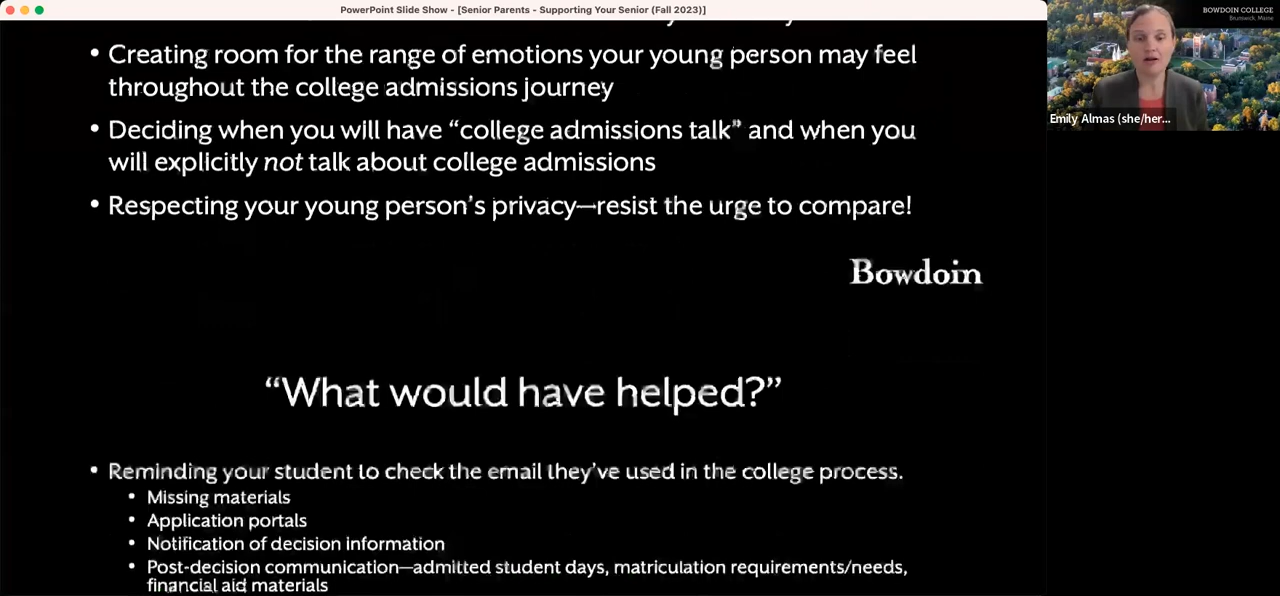 PowerPoint Slide Show - [Senior Parents - Supporting Your Senior (Fall 2023)]
BOWDOIN COLLEGE
Brunswick, Maine
Emily Almas (she/her...
• Creating room for the range of emotions your young person may feel
throughout the college admissions journey
• Deciding when you will have “college admissions talk” and when you
will explicitly not talk about college admissions
• Respecting your young person’s privacy—resist the urge to compare!
Bowdoin
“What would have helped?”
• Reminding your student to check the email they’ve used in the college process.
• Missing materials
• Application portals
• Notification of decision information
• Post-decision communication—admitted student days, matriculation requirements/needs,
financial aid materials